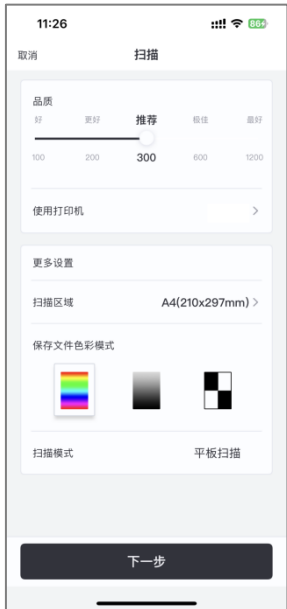 11:26
86
取消 扫描
品质
好 更好 推荐 极佳 最好
100 200 300 600 1200
使用打印机
更多设置
扫描区域 A4(210x297mm)
保存文件色彩模式
扫描模式 平板扫描
下一步